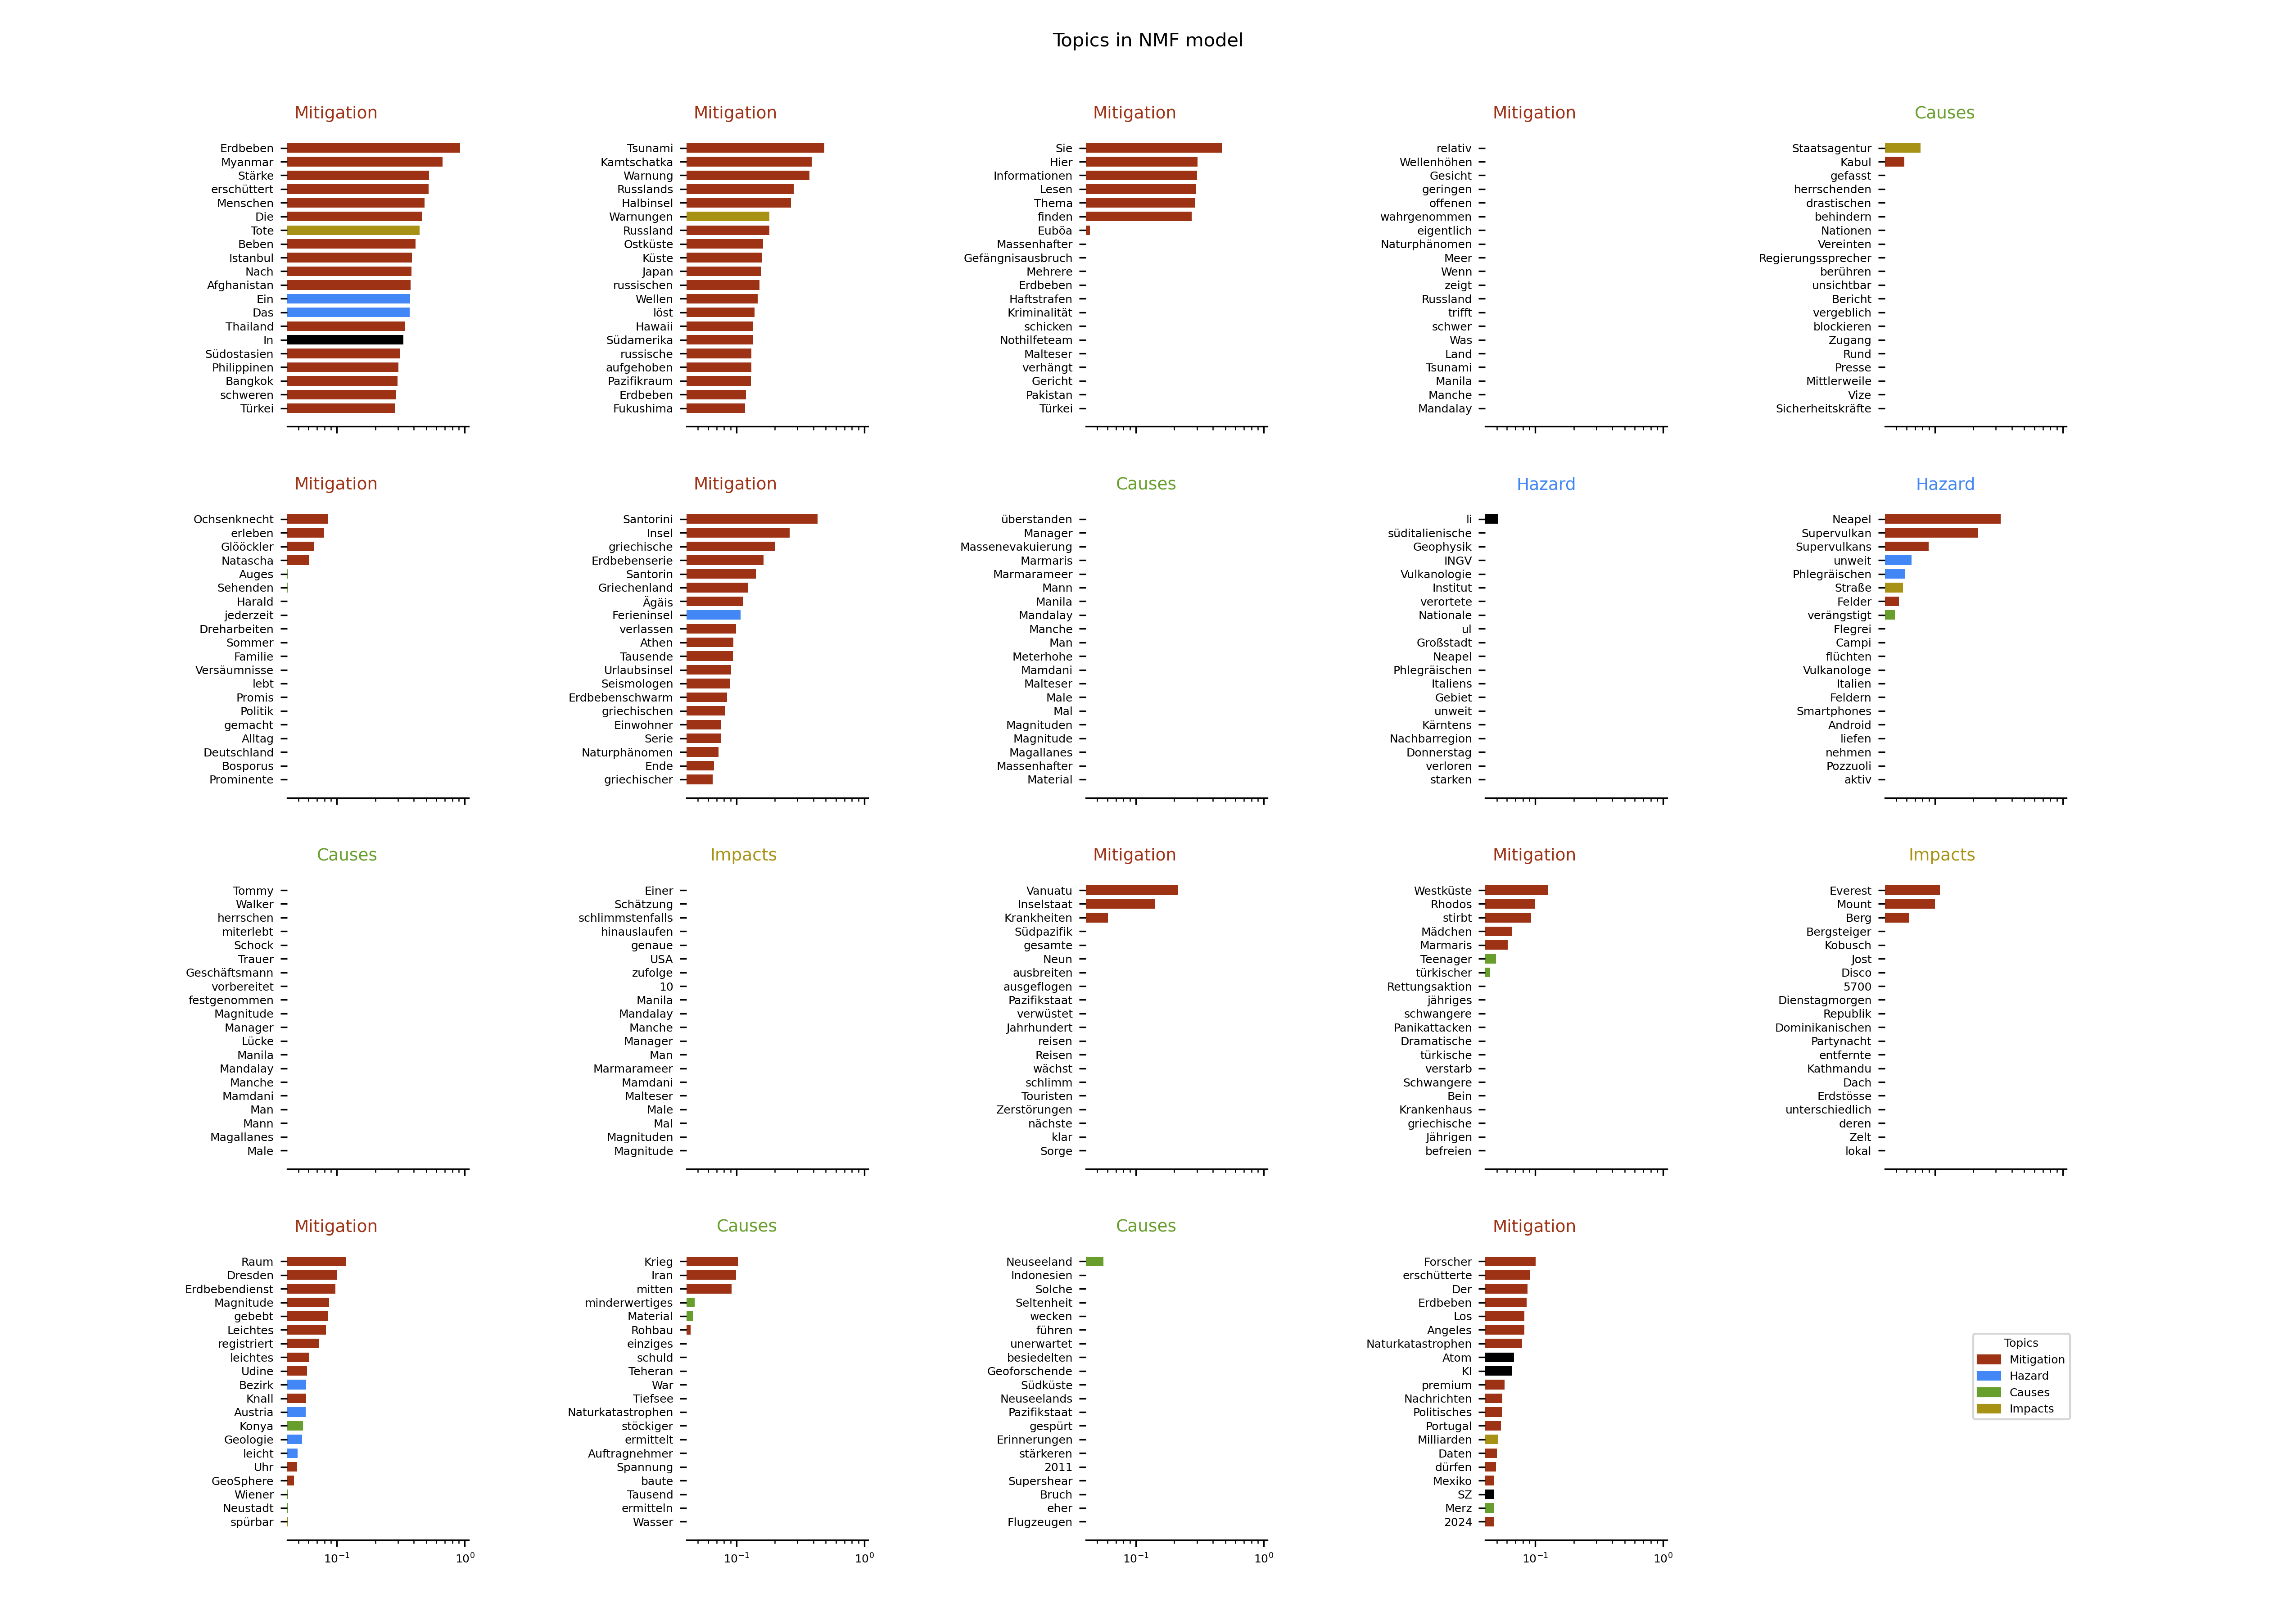 Topics in NMF model
Mitigation
Erdbeben
Myanmar
Stärke
erschüttert
Menschen
Die
Tote
Beben
Istanbul
Nach
Afghanistan
Ein
Das
Thailand
In
Südostasien
Philippinen
Bangkok
schweren
Türkei
Mitigation
Tsunami
Kamtschatka
Warnung
Russlands
Halbinsel
Warnungen
Russland
Ostküste
Küste
Japan
russischen
Wellen
löst
Hawaii
Südamerika
russische
aufgehoben
Pazifikraum
Erdbeben
Fukushima
Mitigation
Sie
Hier
Informationen
Lesen
Thema
finden
Euböa
Massenhafter
Gefängnisausbruch
Mehrere
Erdbeben
Haftstrafen
Kriminalität
schicken
Nothilfeteam
Malteser
verhängt
Gericht
Pakistan
Türkei
Mitigation
relativ
Wellenhöhen
Gesicht
geringen
offenen
wahrgenommen
eigentlich
Naturphänomen
Meer
Wenn
zeigt
Russland
trifft
schwer
Was
Land
Tsunami
Manila
Manche
Mandalay
Causes
Staatsagentur
Kabul
gefasst
herrschenden
drastischen
behindern
Nationen
Vereinten
Regierungssprecher
berühren
unsichtbar
Bericht
vergeblich
blockieren
Zugang
Rund
Presse
Mittlerweile
Vize
Sicherheitskräfte
Mitigation
Ochsenknecht
erleben
Glööckler
Natascha
Auges
Sehenden
Harald
jederzeit
Dreharbeiten
Sommer
Familie
Versäumnisse
lebt
Promis
Politik
gemacht
Alltag
Deutschland
Bosporus
Prominente
Mitigation
Santorini
Insel
griechische
Erdbebenserie
Santorin
Griechenland
Ägäis
Ferieninsel
verlassen
Athen
Tausende
Urlaubsinsel
Seismologen
Erdbebenschwarm
griechischen
Einwohner
Serie
Naturphänomen
Ende
griechischer
Causes
überstanden
Manager
Massenevakuierung
Marmaris
Marmarameer
Mann
Manila
Mandalay
Manche
Man
Meterhohe
Mamdani
Malteser
Male
Mal
Magnituden
Magnitude
Magallanes
Massenhafter
Material
Hazard
li
süditalienische
Geophysik
INGV
Vulkanologie
Institut
verortete
Nationale
ul
Großstadt
Neapel
Phlegräischen
Italiens
Gebiet
unweit
Kärntens
Nachbarregion
Donnerstag
verloren
starken
Hazard
Neapel
Supervulkan
Supervulkans
unweit
Phlegräischen
Straße
Felder
verängstigt
Flegrei
Campi
flüchten
Vulkanologe
Italien
Feldern
Smartphones
Android
liefen
nehmen
Pozzuoli
aktiv
Causes
Tommy
Walker
herrschen
miterlebt
Schock
Trauer
Geschäftsmann
vorbereitet
festgenommen
Magnitude
Manager
Lücke
Manila
Mandalay
Manche
Mamdani
Man
Mann
Magallanes
Male
Impacts
Einer
Schätzung
schlimmstenfalls
hinauslaufen
genaue
USA
zufolge
10
Manila
Mandalay
Manche
Manager
Man
Marmarameer
Mamdani
Malteser
Male
Mal
Magnituden
Magnitude
Mitigation
Vanuatu
Inselstaat
Krankheiten
Südpazifik
gesamte
Neun
ausbreiten
ausgeflogen
Pazifikstaat
verwüstet
Jahrhundert
reisen
Reisen
wächst
schlimm
Touristen
Zerstörungen
nächste
klar
Sorge
Mitigation
Westküste
Rhodos
stirbt
Mädchen
Marmaris
Teenager
türkischer
Rettungsaktion
jähriges
schwangere
Panikattacken
Dramatische
türkische
verstarb
Schwangere
Bein
Krankenhaus
griechische
Jährigen
befreien
Impacts
Everest
Mount
Berg
Bergsteiger
Kobusch
Jost
Disco
5700
Dienstagmorgen
Republik
Dominikanischen
Partynacht
entfernte
Kathmandu
Dach
Erdstösse
unterschiedlich
deren
Zelt
lokal
Mitigation
Raum
Dresden
Erdbebendienst
Magnitude
gebebt
Leichtes
registriert
leichtes
Udine
Bezirk
Knall
Austria
Konya
Geologie
leicht
Uhr
GeoSphere
Wiener
Neustadt
spürbar
10⁻¹ 10⁰
Causes
Krieg
Iran
mitten
minderwertiges
Material
Rohbau
einziges
schuld
Teheran
War
Tiefsee
Naturkatastrophen
stöckiger
ermittelt
Auftragnehmer
Spannung
baute
Tausend
ermitteln
Wasser
10⁻¹ 10⁰
Causes
Neuseeland
Indonesien
Solche
Seltenheit
wecken
führen
unerwartet
besiedelten
Geoforschende
Südküste
Neuseelands
Pazifikstaat
gespürt
Erinnerungen
stärkeren
2011
Supershear
Bruch
eher
Flugzeugen
10⁻¹ 10⁰
Mitigation
Forscher
erschütterte
Der
Erdbeben
Los
Angeles
Naturkatastrophen
Atom
KI
premium
Nachrichten
Politisches
Portugal
Milliarden
Daten
dürfen
Mexiko
SZ
Merz
2024
10⁻¹ 10⁰
Topics
Mitigation
Hazard
Causes
Impacts